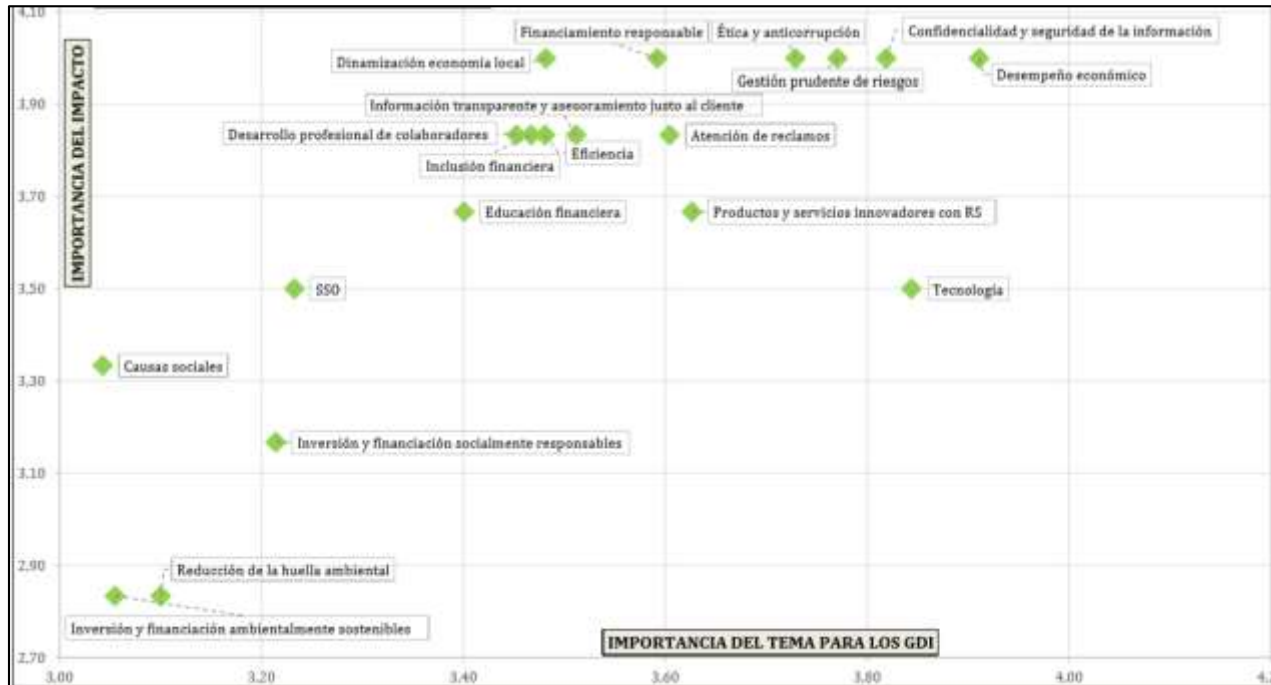 4,10
3,90
3,70
3,50
3,30
3,10
2,90
2,70
IMPORTANCIA DEL IMPACTO
Financiamiento responsable
Ética y anticorrupción
Confidencialidad y seguridad de la información
Dinamización economía local
Gestión prudente de riesgos
Desempeño económico
Información transparente y asesoramiento justo al cliente
Desarrollo profesional de colaboradores
Atención de reclamos
Inclusión financiera
Eficiencia
Educación financiera
Productos y servicios innovadores con RS
SSO
Tecnología
Causas sociales
Inversión y financiación socialmente responsables
Reducción de la huella ambiental
Inversión y financiación ambientalmente sostenibles
IMPORTANCIA DEL TEMA PARA LOS GDI
3,00 3,20 3,40 3,60 3,80 4,00